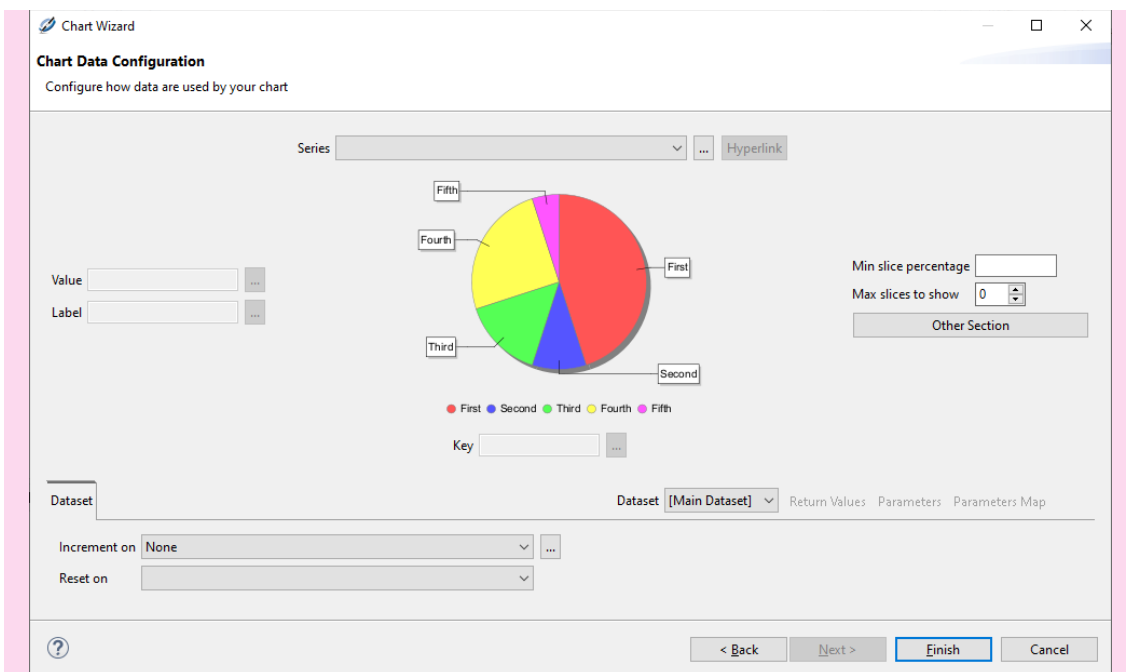 Chart Wizard
Chart Data Configuration
Configure how data are used by your chart
Series ... Hyperlink
Fifth
Fourth
First
Min slice percentage
Value ...
Max slices to show 0
Label ...
Other Section
Third
Second
First Second Third Fourth Fifth
Key ...
Dataset Dataset [Main Dataset] Return Values Parameters Parameters Map
Increment on None ...
Reset on
? < Back Next > Finish Cancel